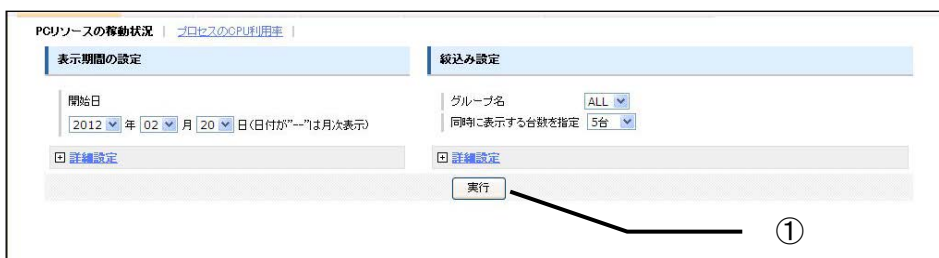 PCリソースの稼動状況 | プロセスのCPU利用率 |
表示期間の設定
開始日
2012 年 02 月 20 日(日付が"--"は月次表示)
詳細設定
絞込み設定
グループ名 ALL
同時に表示する台数を指定 5台
詳細設定
実行
①